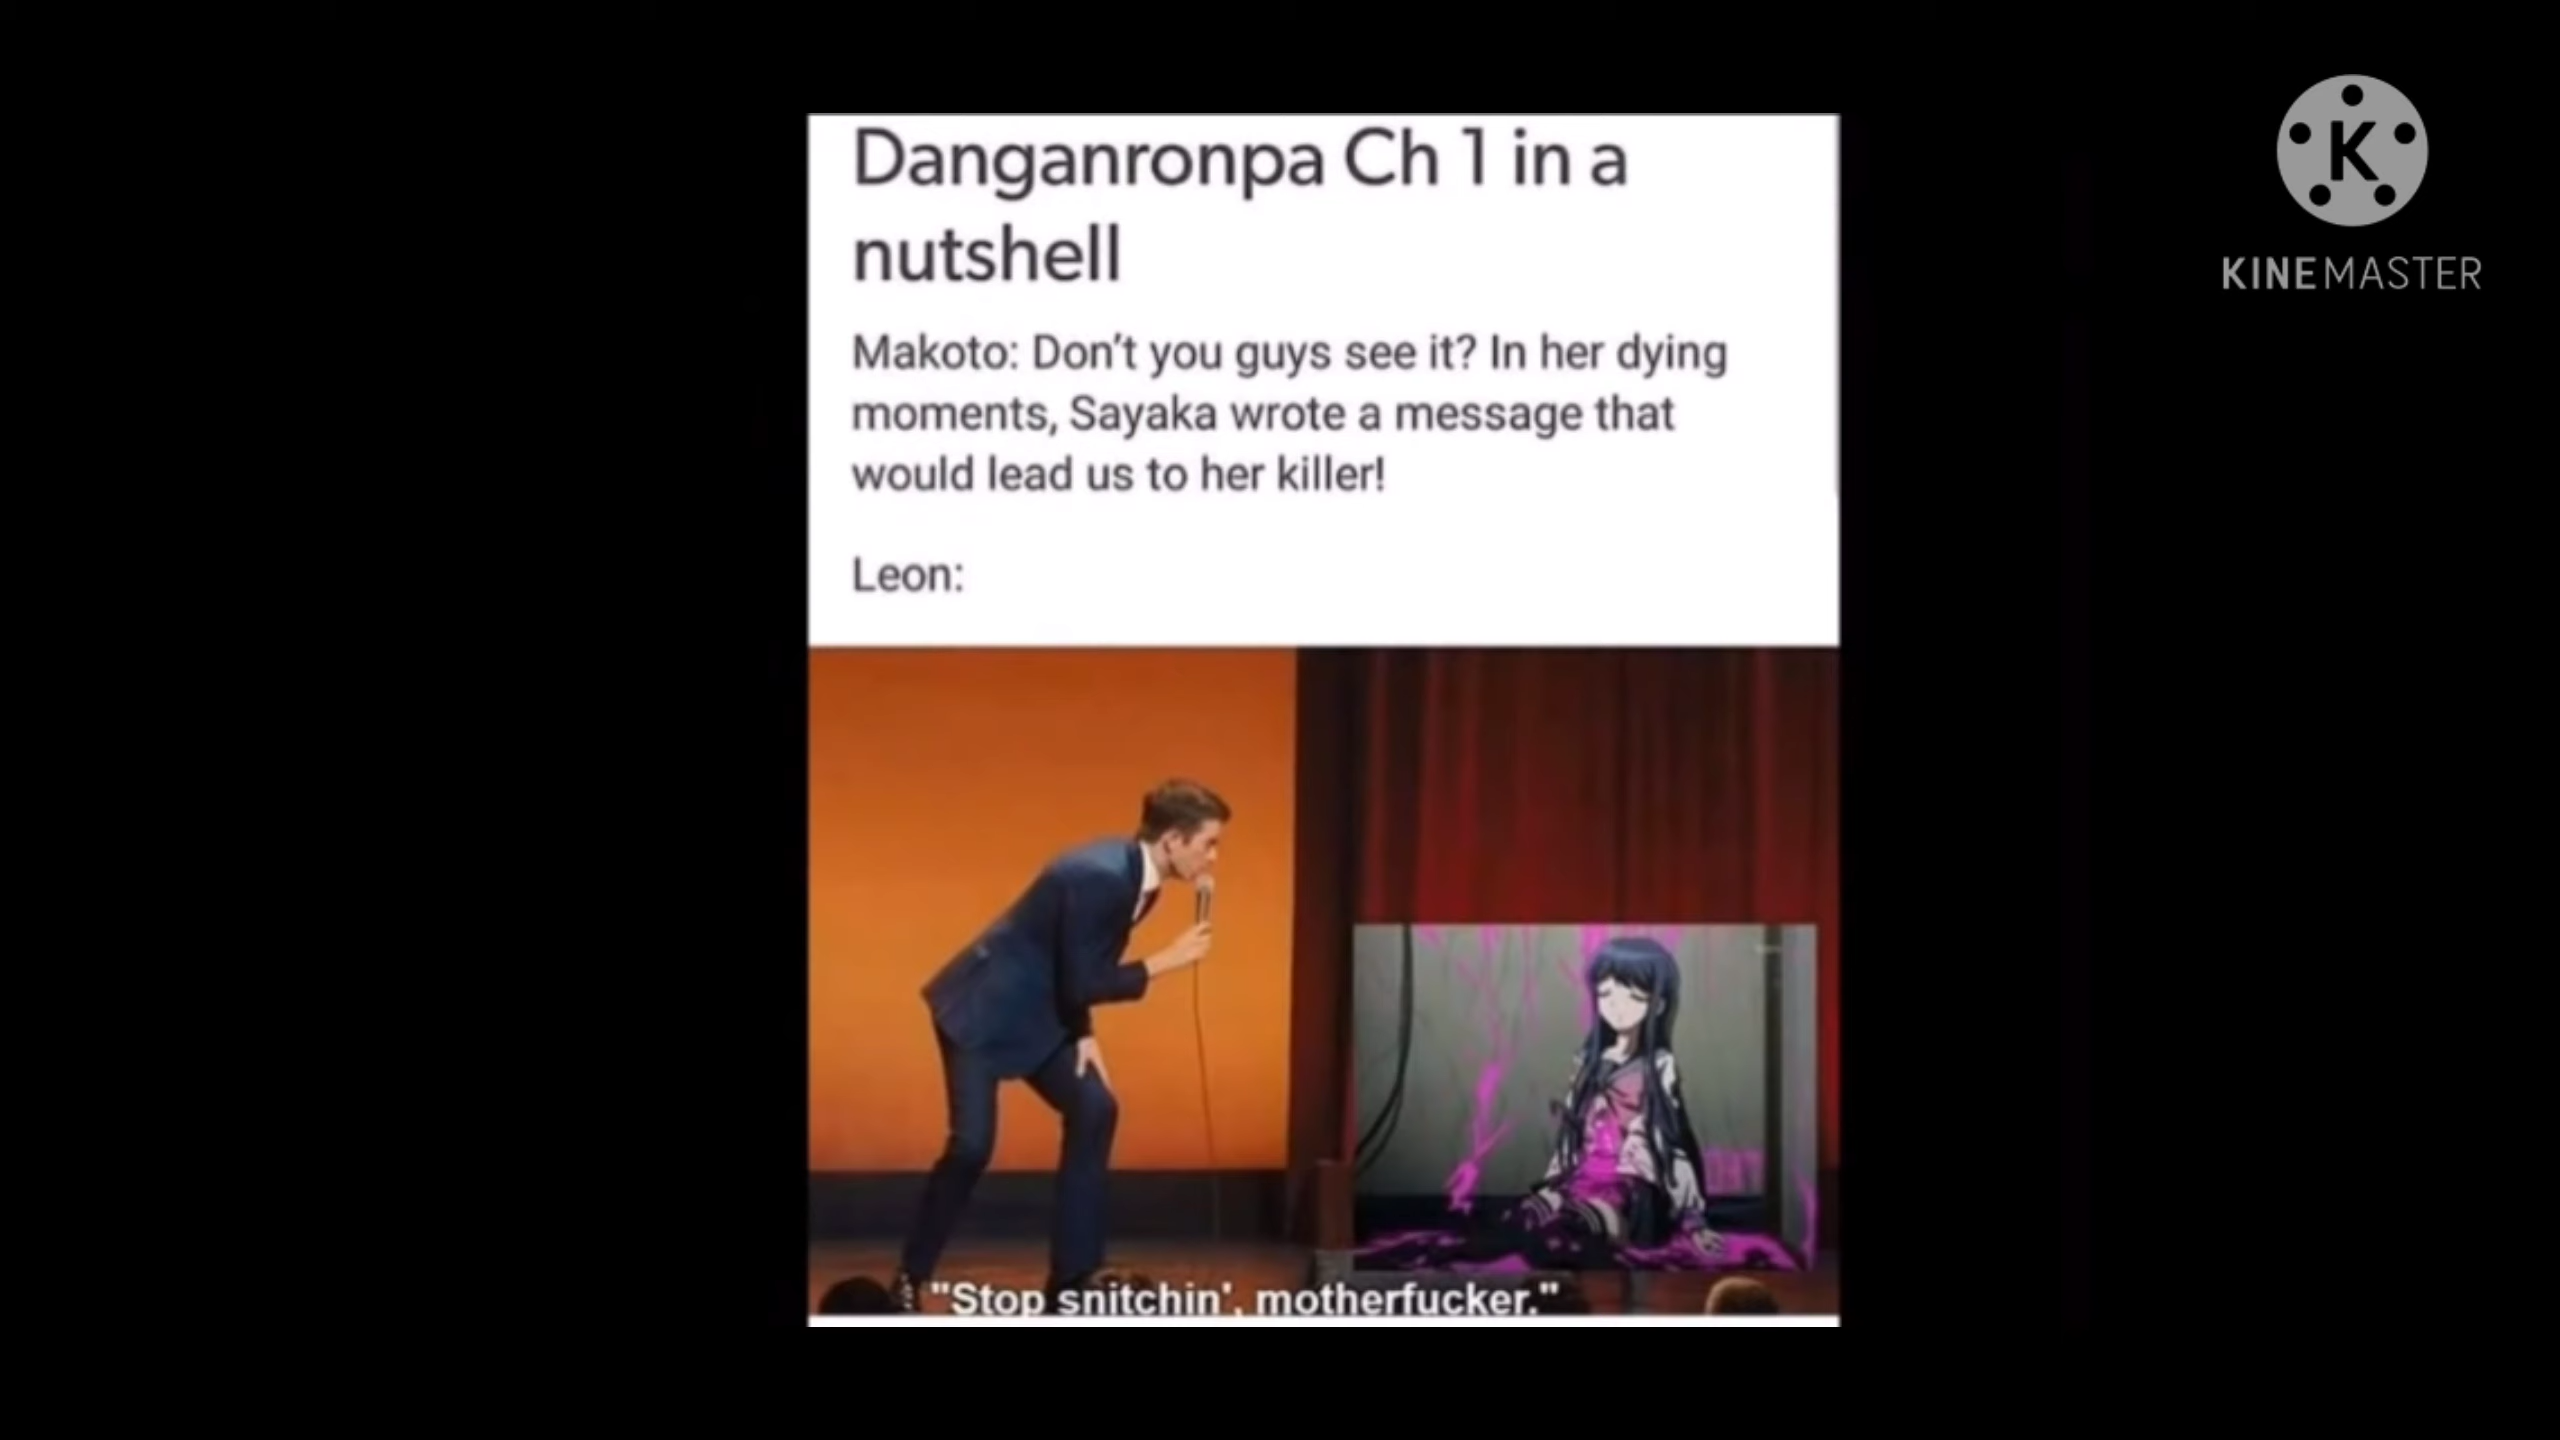 Danganronpa Ch 1 in a
nutshell
Makoto: Don't you guys see it? In her dying
moments, Sayaka wrote a message that
would lead us to her killer!
Leon:
"Stop snitchin', motherfucker."
K
KINEMASTER